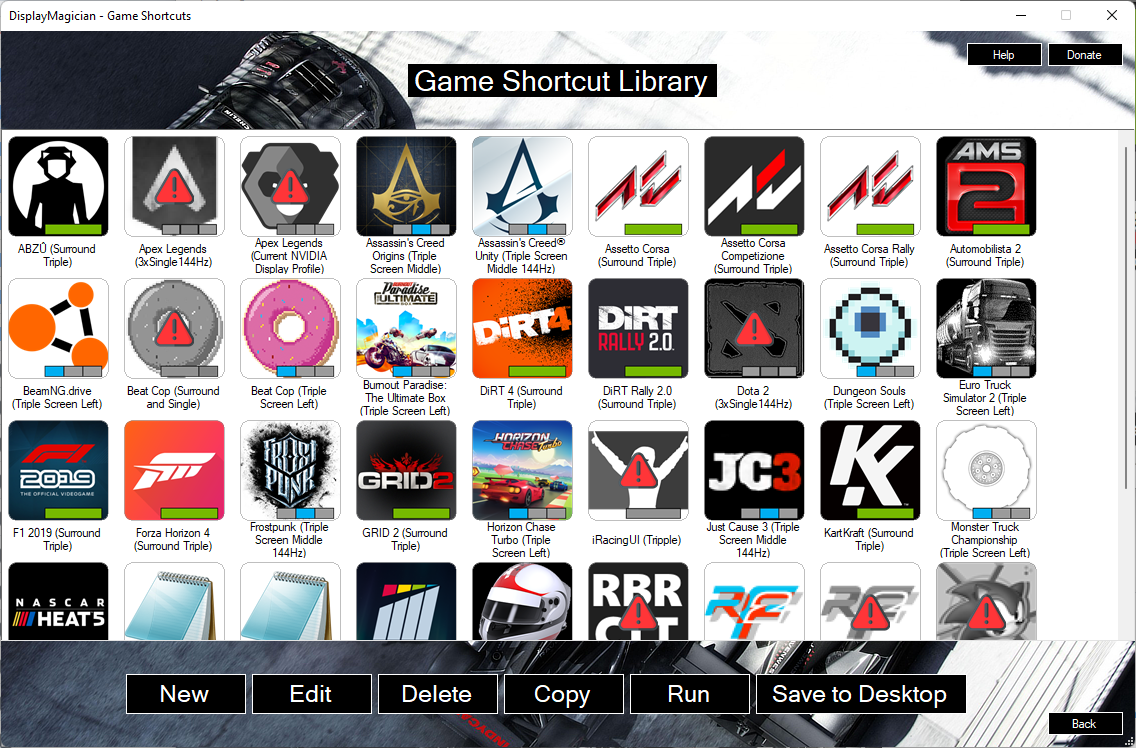 DisplayMagician - Game Shortcuts
Help
Donate
Game Shortcut Library
AMS
2
ABZÛ (Surround
Triple)
Apex Legends
(3xSingle144Hz)
Apex Legends
(Current NVIDIA
Display Profile)
Assassin's Creed
Origins (Triple
Screen Middle)
Assassin's Creed®
Unity (Triple Screen
Middle 144Hz)
Assetto Corsa
(Surround Triple)
Assetto Corsa
Competizione
(Surround Triple)
Assetto Corsa Rally
(Surround Triple)
Automobilista 2
(Surround Triple)
Paradise
ULTIMATE
DiRT4
DiRT
RALLY 2.0
BeamNG.drive
(Triple Screen Left)
Beat Cop (Surround
and Single)
Beat Cop (Triple
Screen Left)
Burnout Paradise:
The Ultimate Box
(Triple Screen Left)
DiRT 4 (Surround
Triple)
DiRT Rally 2.0
(Surround Triple)
Dota 2
(3xSingle144Hz)
Dungeon Souls
(Triple Screen Left)
Euro Truck
Simulator 2 (Triple
Screen Left)
F1
2019
THE OFFICIAL VIDEOGAME
FROST
PUNK
GRID2
HORIZON
CHASE Turbo
JC3
KK
F1 2019 (Surround
Triple)
Forza Horizon 4
(Surround Triple)
Frostpunk (Triple
Screen Middle
144Hz)
GRID 2 (Surround
Triple)
Horizon Chase
Turbo (Triple
Screen Left)
iRacingUI (Tripple)
Just Cause 3 (Triple
Screen Middle
144Hz)
KartKraft (Surround
Triple)
Monster Truck
Championship
(Triple Screen Left)
NASCAR
HEAT5
RBR
CIT
RF2
RF2
New
Edit
Delete
Copy
Run
Save to Desktop
Back